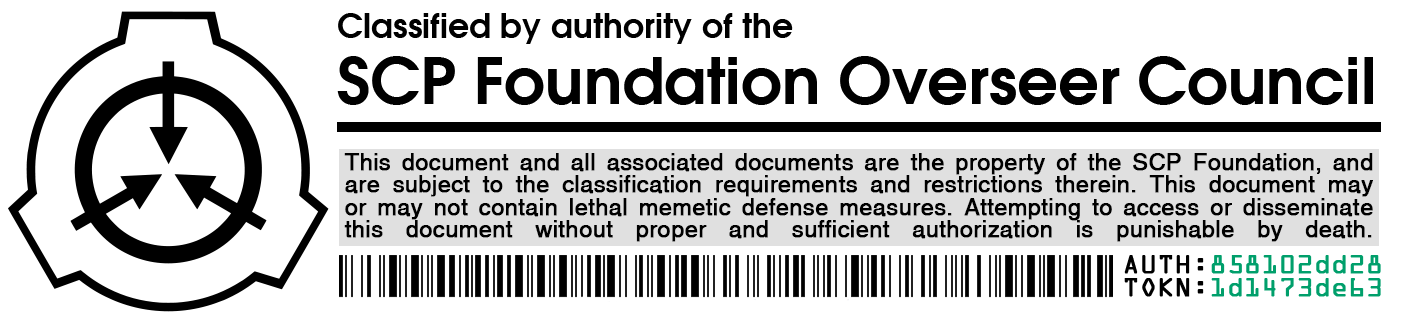 Classified by authority of the
SCP Foundation Overseer Council
This document and all associated documents are the property of the SCP Foundation, and
are subject to the classification requirements and restrictions therein. This document may
or may not contain lethal memetic defense measures. Attempting to access or disseminate
this document without proper and sufficient authorization is punishable by death.
AUTH:858102dd28
TOKN:1d1473de63